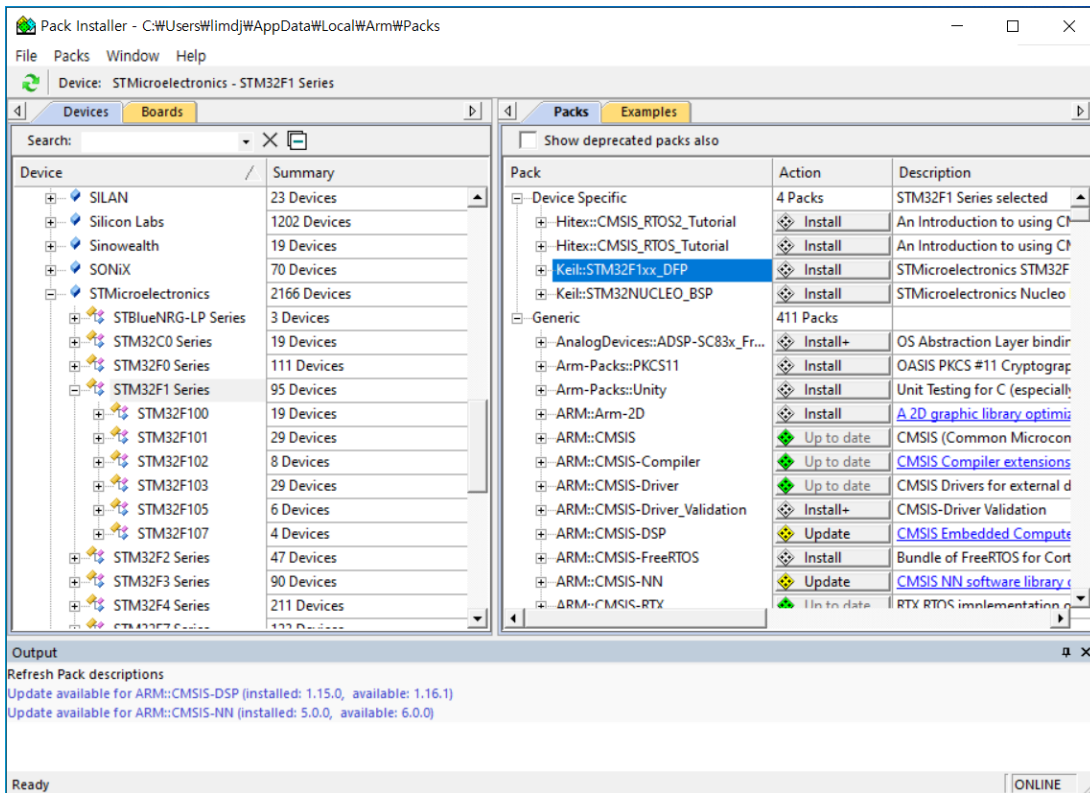 Pack Installer - C:₩Users₩limdj₩AppData₩Local₩Arm₩Packs
File Packs Window Help
Device: STMicroelectronics - STM32F1 Series
Devices Boards
Search:
Device Summary
SILAN 23 Devices
Silicon Labs 1202 Devices
Sinowealth 19 Devices
SONiX 70 Devices
STMicroelectronics 2166 Devices
STBlueNRG-LP Series 3 Devices
STM32C0 Series 19 Devices
STM32F0 Series 111 Devices
STM32F1 Series 95 Devices
STM32F100 19 Devices
STM32F101 29 Devices
STM32F102 8 Devices
STM32F103 29 Devices
STM32F105 6 Devices
STM32F107 4 Devices
STM32F2 Series 47 Devices
STM32F3 Series 90 Devices
STM32F4 Series 211 Devices
Packs Examples
Show deprecated packs also
Pack Action Description
Device Specific 4 Packs STM32F1 Series selected
Hitex::CMSIS_RTOS2_Tutorial Install An Introduction to using
Hitex::CMSIS_RTOS_Tutorial Install An Introduction to using
Keil::STM32F1xx_DFP Install STMicroelectronics STM32F
Keil::STM32NUCLEO_BSP Install STMicroelectronics Nucleo
Generic 411 Packs
AnalogDevices::ADSP-SC83x_Fr... Install+ OS Abstraction Layer bindin
Arm-Packs::PKCS11 Install OASIS PKCS #11 Cryptograp
Arm-Packs::Unity Install Unit Testing for C (especially
ARM::Arm-2D Install A 2D graphic library optimiz
ARM::CMSIS Up to date CMSIS (Common Microcon
ARM::CMSIS-Compiler Up to date CMSIS Compiler extensions
ARM::CMSIS-Driver Up to date CMSIS Drivers for external d
ARM::CMSIS-Driver_Validation Install+ CMSIS-Driver Validation
ARM::CMSIS-DSP Update CMSIS Embedded Compute
ARM::CMSIS-FreeRTOS Install Bundle of FreeRTOS for Cort
ARM::CMSIS-NN Update CMSIS NN software library
ARM::CMSIS-RTX Up to date RTX RTOS implementation
Output
Refresh Pack descriptions
Update available for ARM::CMSIS-DSP (installed: 1.15.0, available: 1.16.1)
Update available for ARM::CMSIS-NN (installed: 5.0.0, available: 6.0.0)
Ready ONLINE